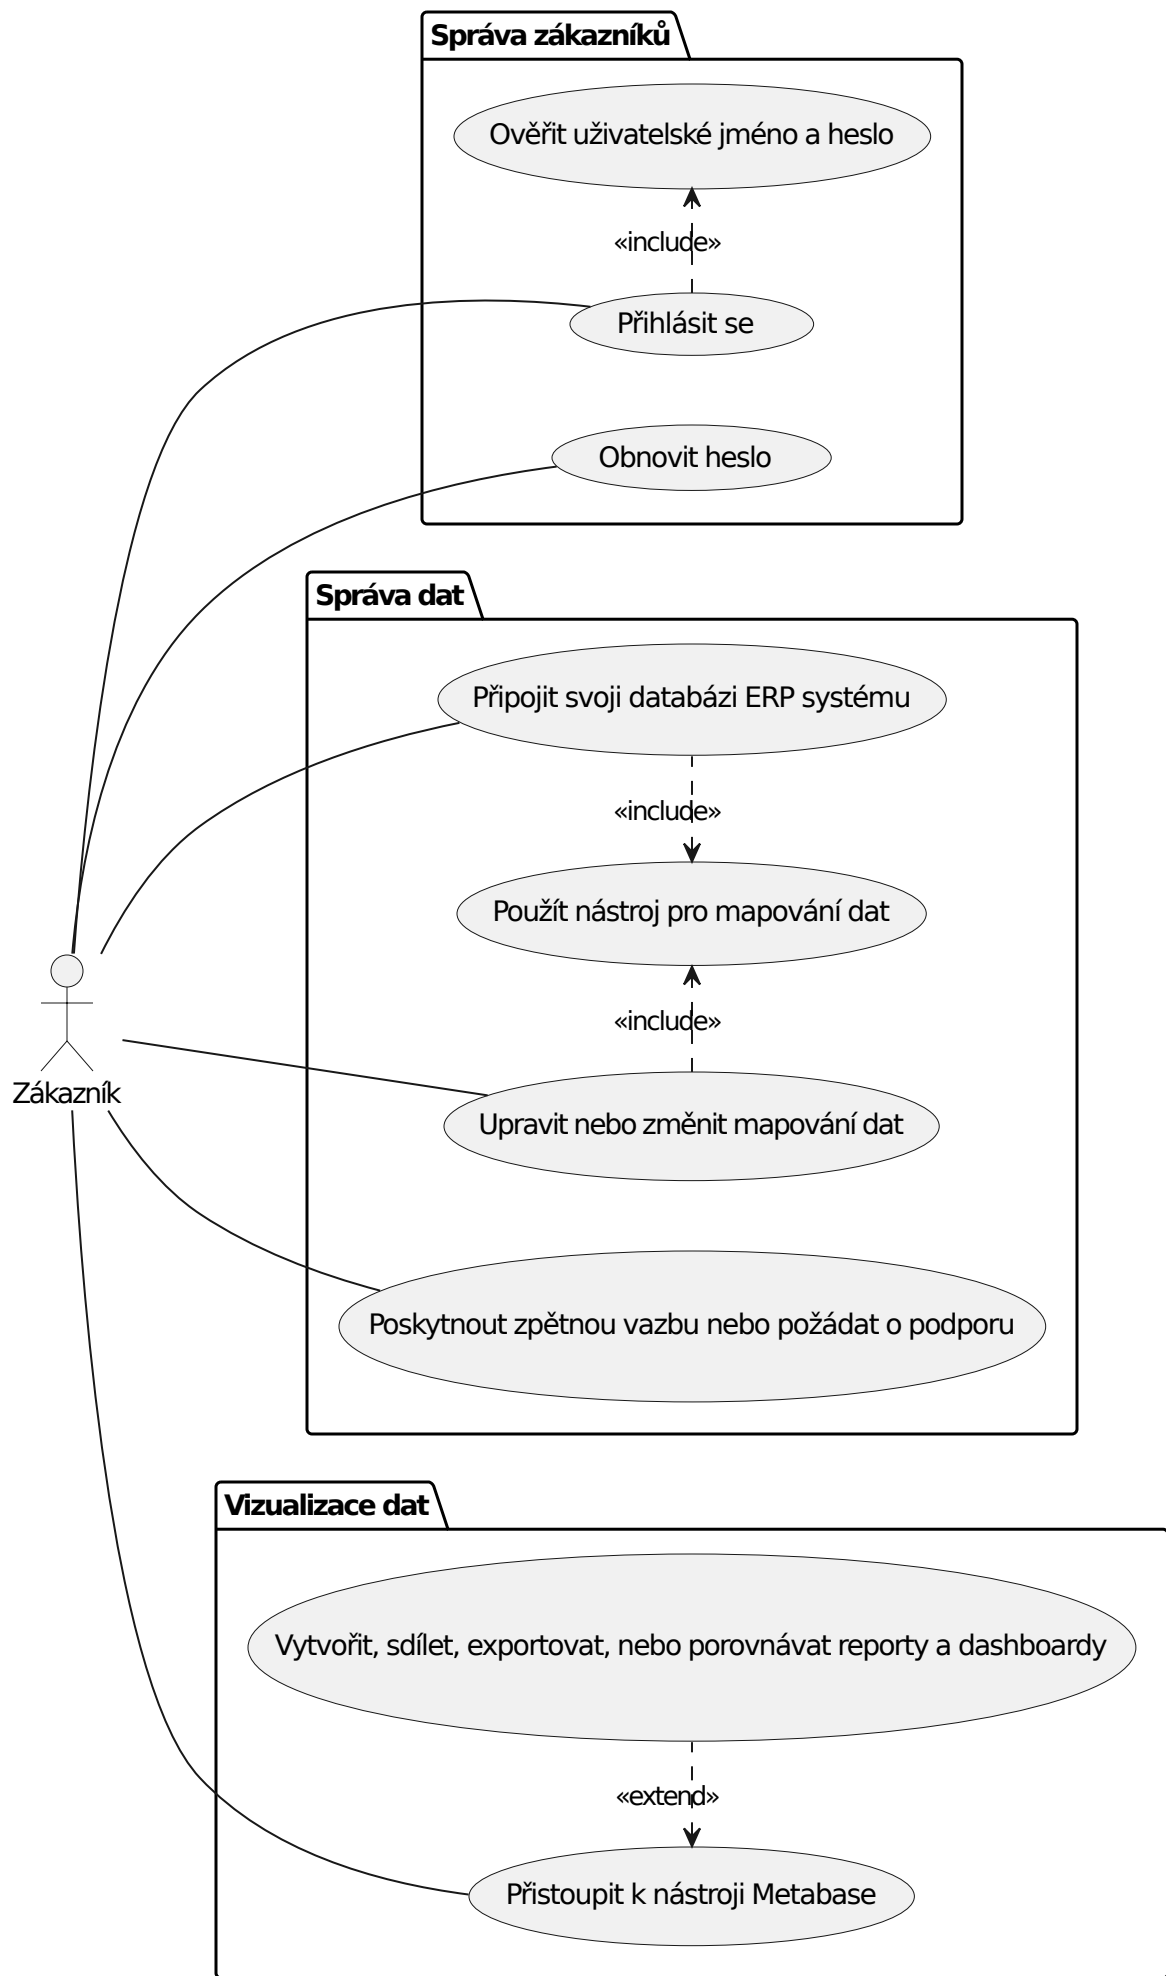 Správa zákazníků
Ověřit uživatelské jméno a heslo
«include»
Přihlásit se
Obnovit heslo
Správa dat
Připojit svoji databázi ERP systému
«include»
Použít nástroj pro mapování dat
«include»
Upravit nebo změnit mapování dat
Poskytnout zpětnou vazbu nebo požádat o podporu
Zákazník
Vizualizace dat
Vytvořit, sdílet, exportovat, nebo porovnávat reporty a dashboardy
«extend»
Přistoupit k nástroji Metabase